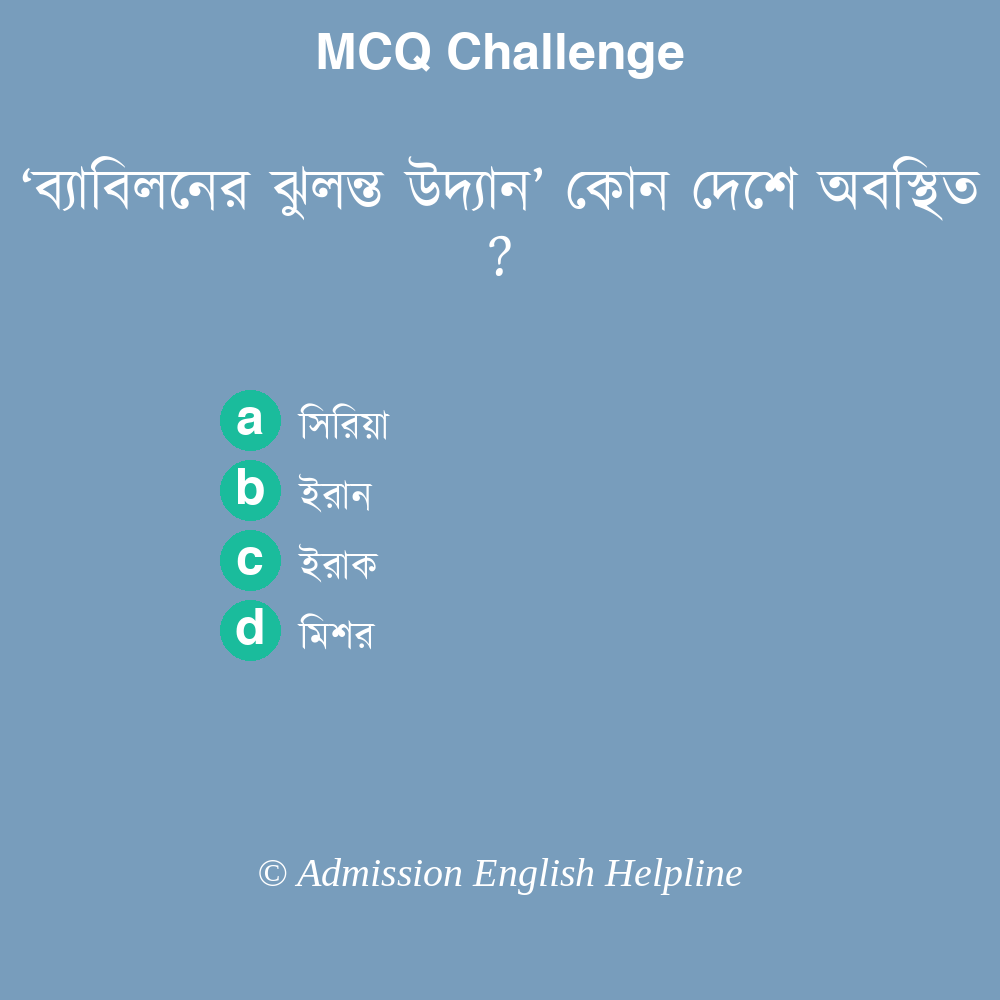 MCQ Challenge
‘ব্যাবিলনের ঝুলন্ত উদ্যান’ কোন দেশে অবস্থিত
?
a সিরিয়া
b ইরান
c ইরাক
d মিশর
© Admission English Helpline